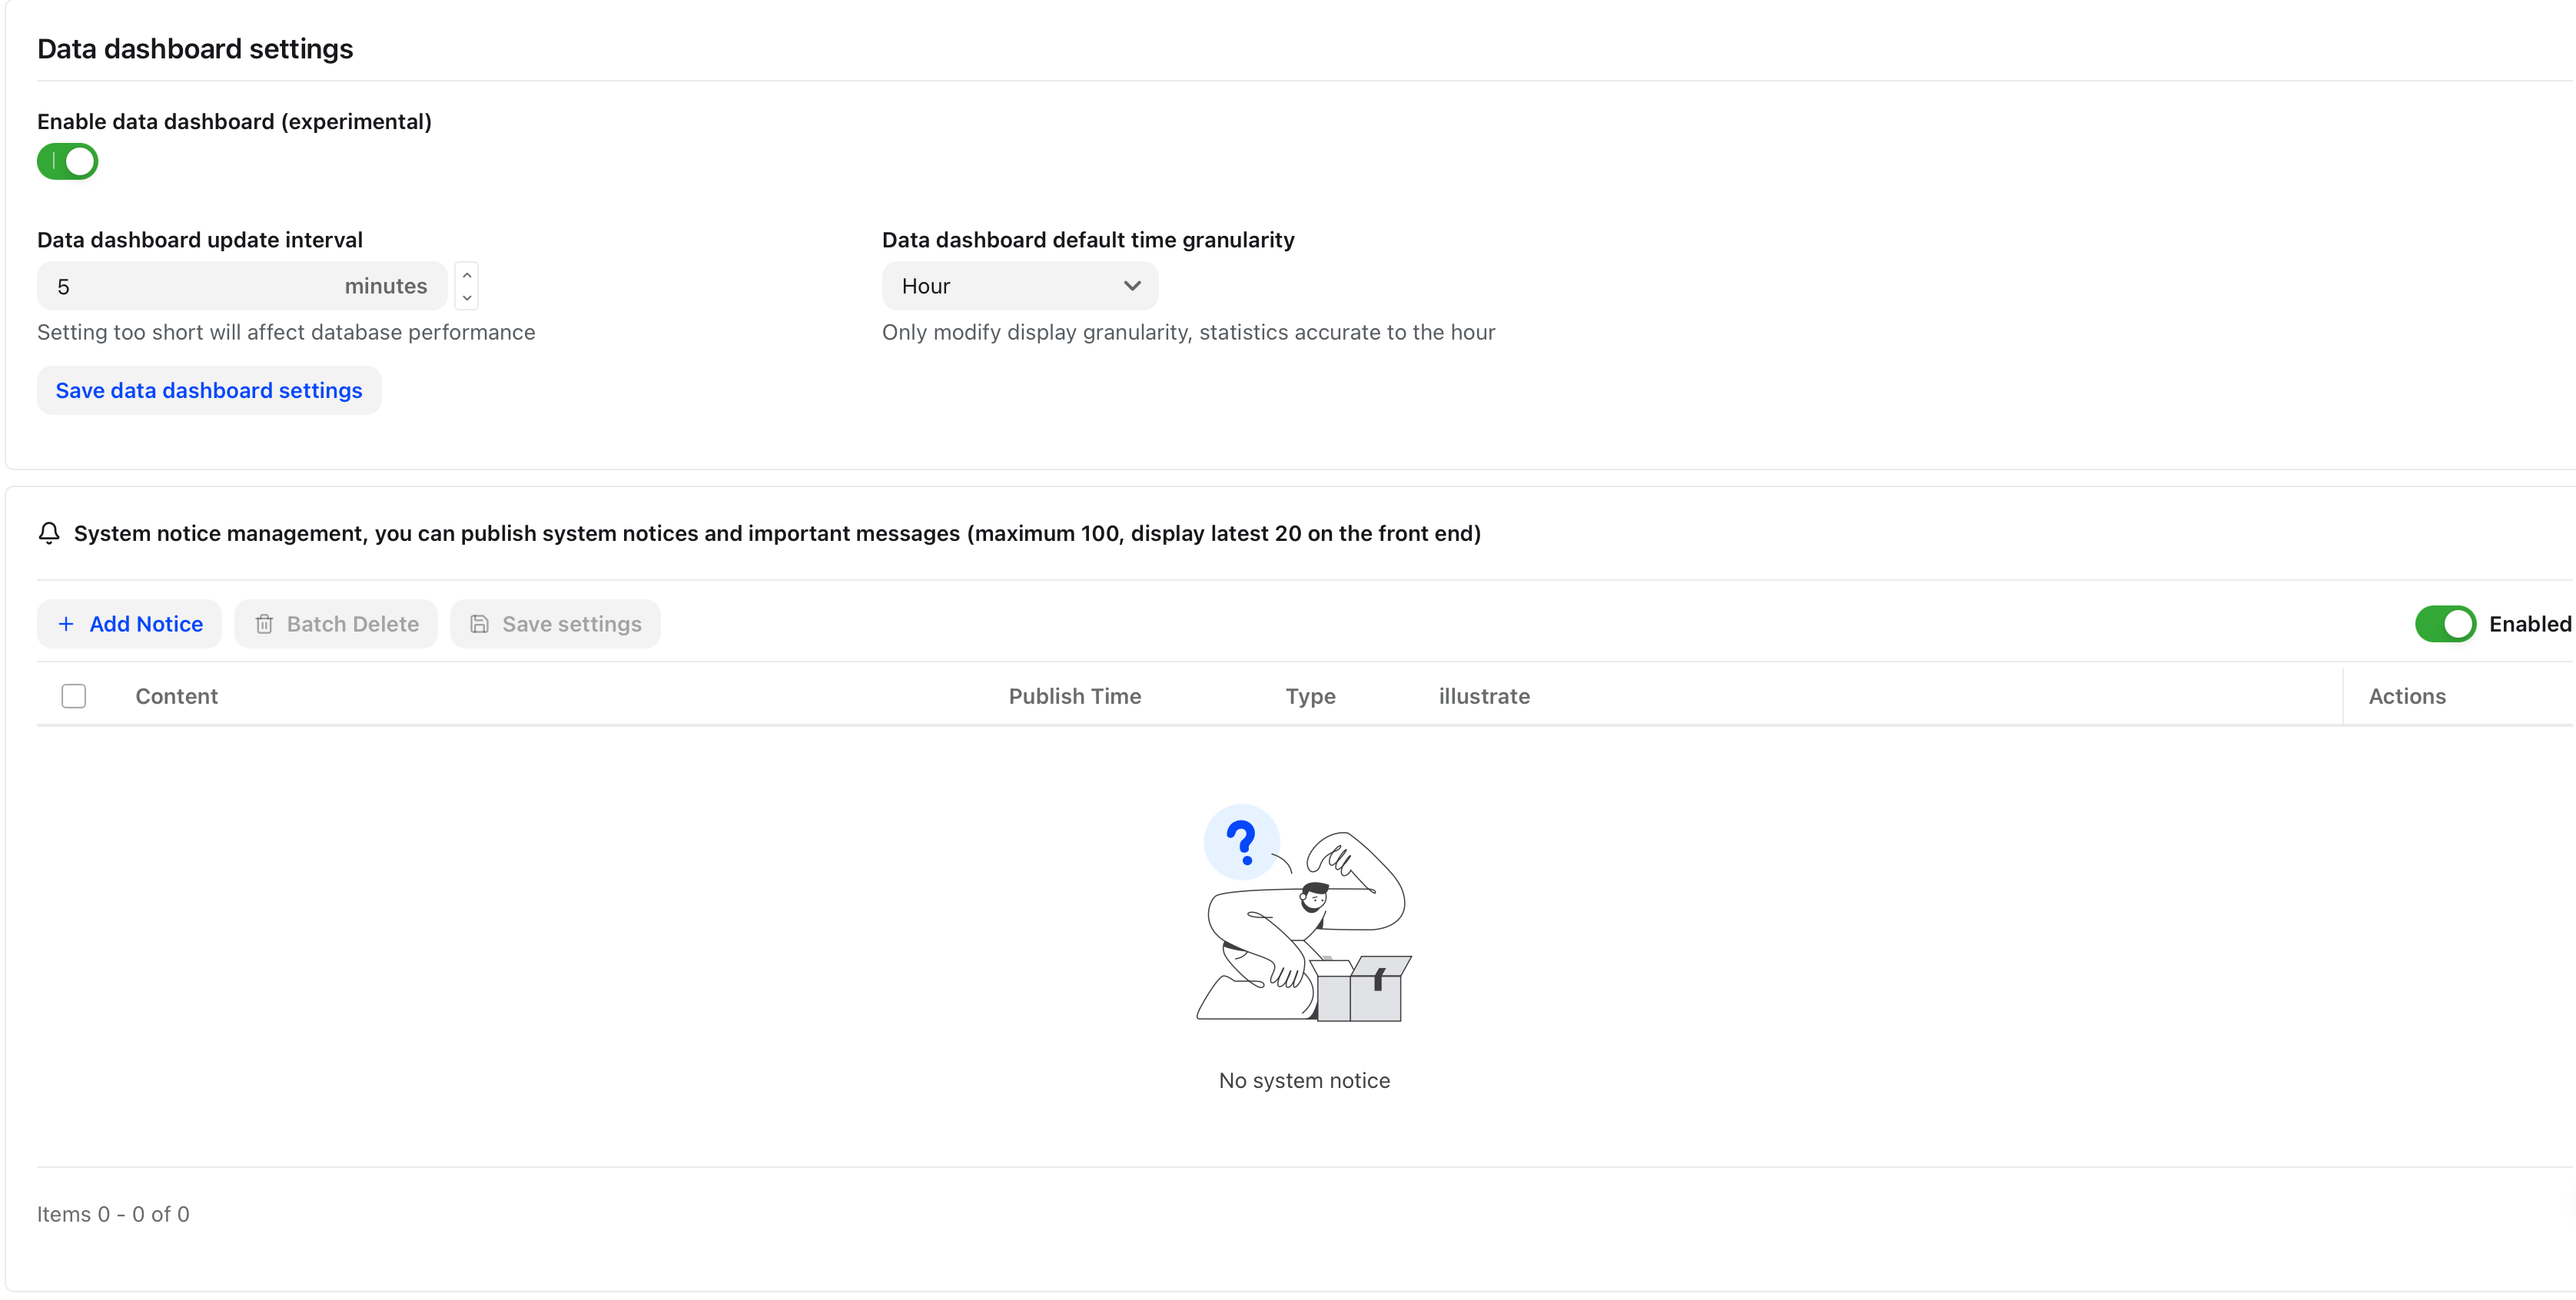 Data dashboard settings
Enable data dashboard (experimental)
Data dashboard update interval
Data dashboard default time granularity
5 minutes
Hour
Setting too short will affect database performance
Only modify display granularity, statistics accurate to the hour
Save data dashboard settings
System notice management, you can publish system notices and important messages (maximum 100, display latest 20 on the front end)
+ Add Notice
Batch Delete
Save settings
Enabled
Content Publish Time Type illustrate Actions
?
No system notice
Items 0 - 0 of 0